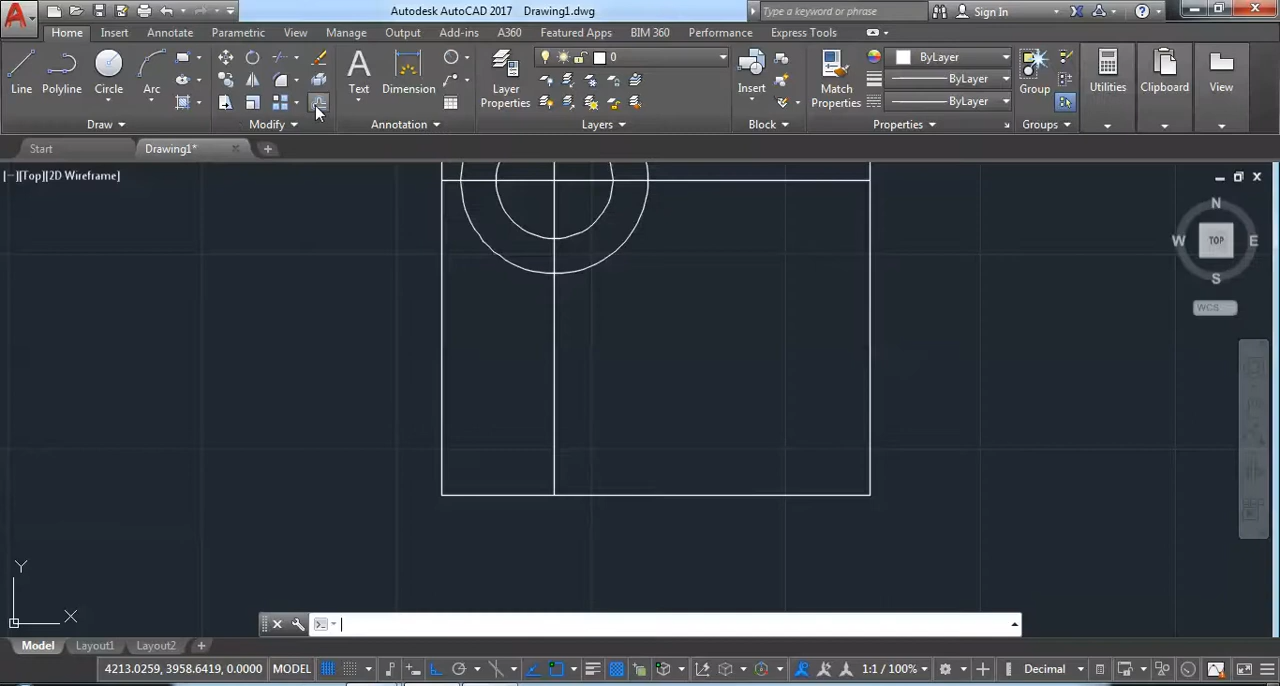 Autodesk AutoCAD 2017 Drawing1.dwg
Type a keyword or phrase
Sign In
Home Insert Annotate Parametric View Manage Output Add-ins A360 Featured Apps BIM 360 Performance Express Tools
Line Polyline Circle Arc
Text Dimension
Layer Properties
0
Insert
Match Properties
ByLayer
ByLayer
ByLayer
Group
Utilities
Clipboard
View
Draw Modify Annotation Layers Block Properties Groups
Start Drawing1*
[−][Top][2D Wireframe]
N
W TOP E
S
WCS
Y
X
Model Layout1 Layout2
4213.0259, 3958.6419, 0.0000 MODEL 1:1 / 100% Decimal